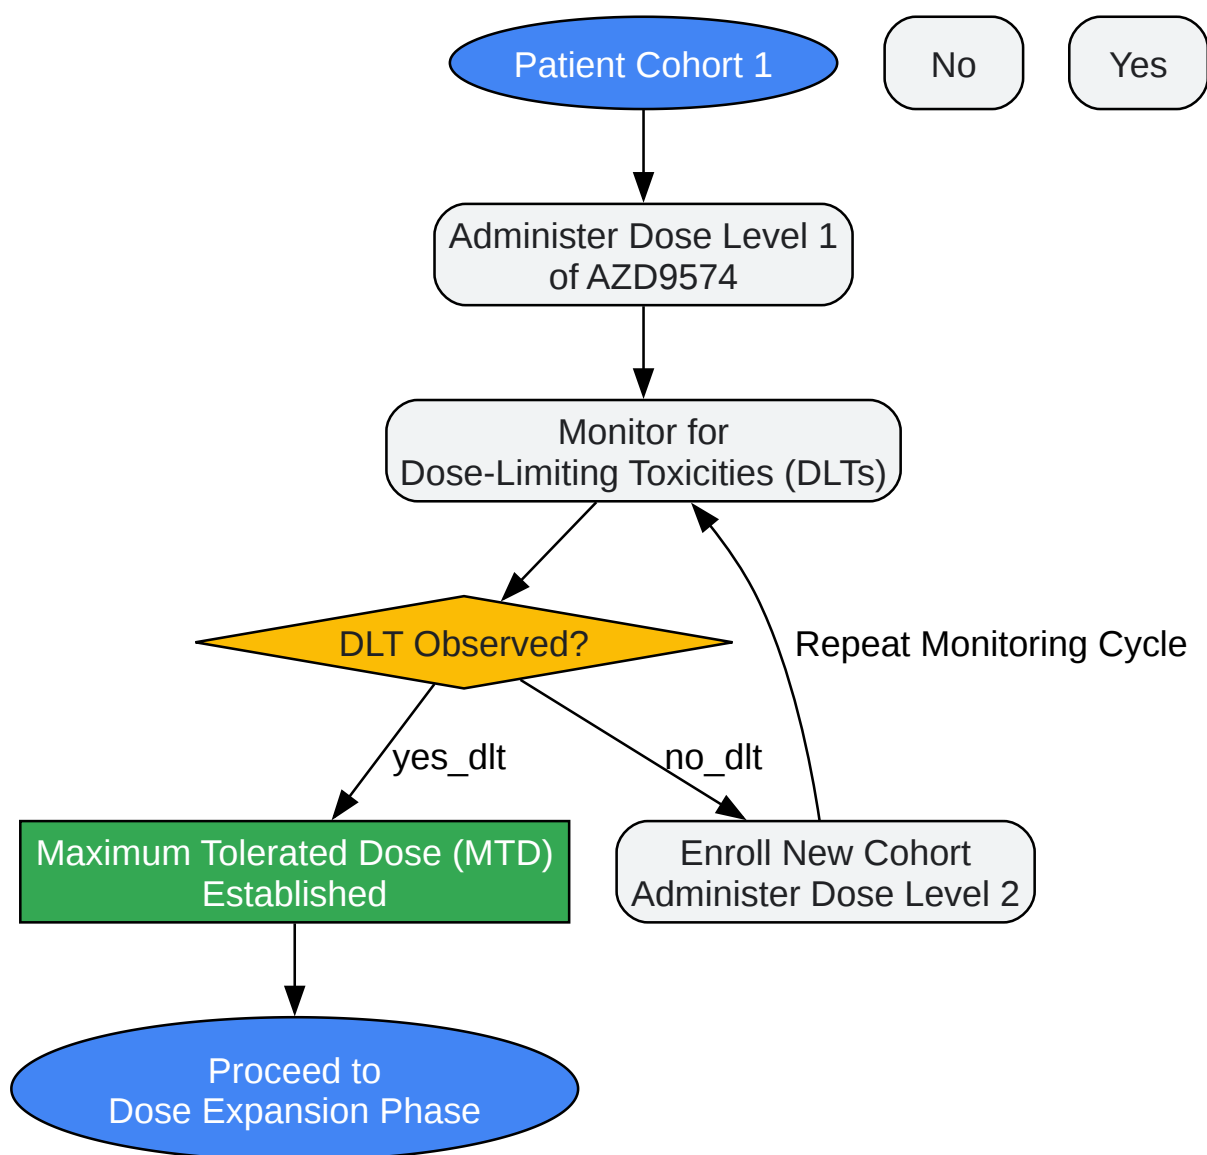 Patient Cohort 1
No
Yes
Administer Dose Level 1
of AZD9574
Monitor for
Dose-Limiting Toxicities (DLTs)
DLT Observed?
Repeat Monitoring Cycle
yes_dlt
no_dlt
Maximum Tolerated Dose (MTD)
Established
Enroll New Cohort
Administer Dose Level 2
Proceed to
Dose Expansion Phase